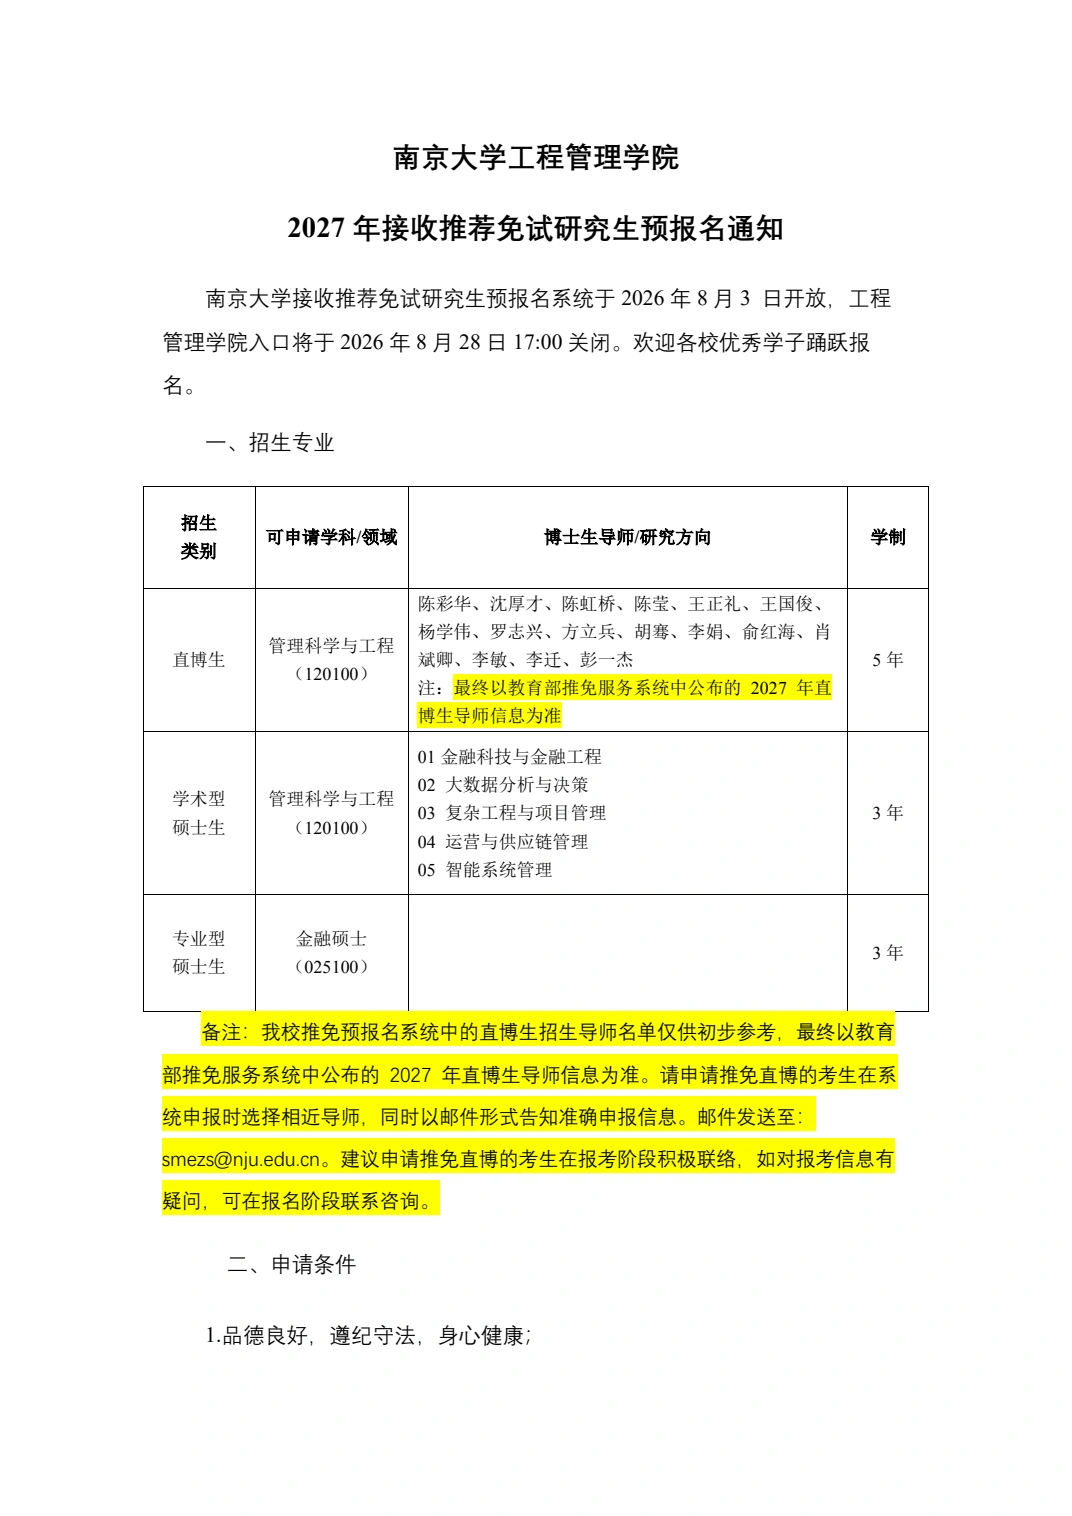 南京大学工程管理学院
2027 年接收推荐免试研究生预报名通知
南京大学接收推荐免试研究生预报名系统于 2026 年 8 月 3 日开放，工程
管理学院入口将于 2026 年 8 月 28 日 17:00 关闭。欢迎各校优秀学子踊跃报
名。
一、招生专业
招生
类别
可申请学科/领域
博士生导师/研究方向
学制
直博生
管理科学与工程
（120100）
陈彩华、沈厚才、陈虹桥、陈莹、王正礼、王国俊、
杨学伟、罗志兴、方立兵、胡骞、李娟、俞红海、肖
斌卿、李敏、李迁、彭一杰
注：最终以教育部推免服务系统中公布的 2027 年直
博生导师信息为准
5 年
学术型
硕士生
管理科学与工程
（120100）
01 金融科技与金融工程
02 大数据分析与决策
03 复杂工程与项目管理
04 运营与供应链管理
05 智能系统管理
3 年
专业型
硕士生
金融硕士
（025100）
3 年
备注：我校推免预报名系统中的直博生招生导师名单仅供初步参考，最终以教育
部推免服务系统中公布的 2027 年直博生导师信息为准。请申请推免直博的考生在系
统申报时选择相近导师，同时以邮件形式告知准确申报信息。邮件发送至：
smezs@nju.edu.cn。建议申请推免直博的考生在报考阶段积极联络，如对报考信息有
疑问，可在报名阶段联系咨询。
二、申请条件
1.品德良好，遵纪守法，身心健康；